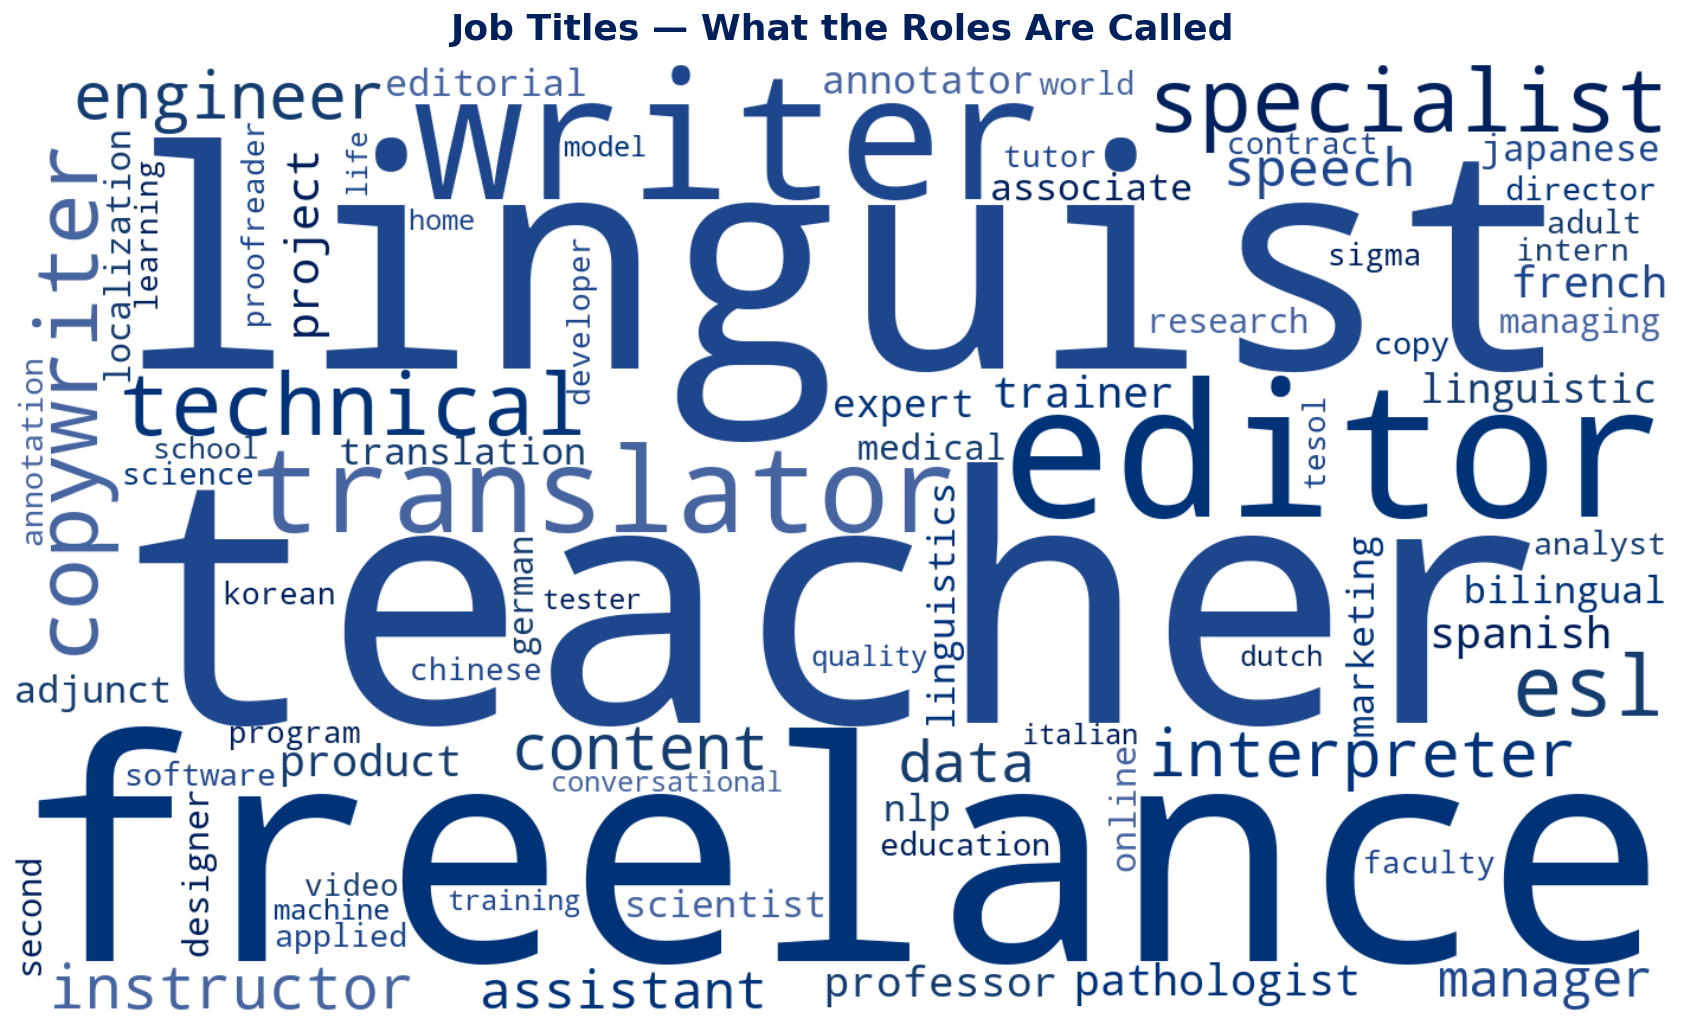 Job Titles — What the Roles Are Called
engineer
editorial
writer
annotator
world
specialist
localization
learning
proofreader
project
life
model
tutor
associate
contract
speech
japanese
director
adult
intern
french
managing
home
linguist
sigma
research
copy
developer
copywriter
annotation
technical
expert
trainer
linguistic
school
science
translation
medical
editor
tesol
translator
linguistics
teacher
korean
german
tester
chinese
quality
dutch
marketing
analyst
bilingual
spanish
esl
adjunct
program
product
software
content
conversational
data
italian
online
interpreter
nlp
education
freelance
second
designer
video
machine
applied
training
scientist
faculty
instructor
assistant
professor
pathologist
manager